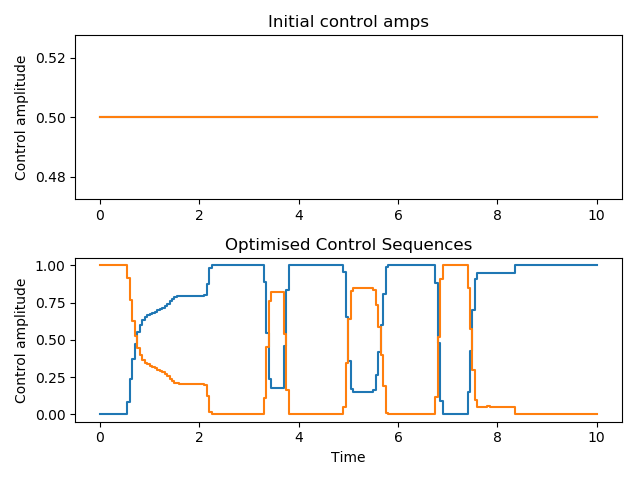 Initial control amps
Control amplitude
0.52
0.50
0.48
0 2 4 6 8 10
Optimised Control Sequences
Control amplitude
1.00
0.75
0.50
0.25
0.00
0 2 4 6 8 10
Time